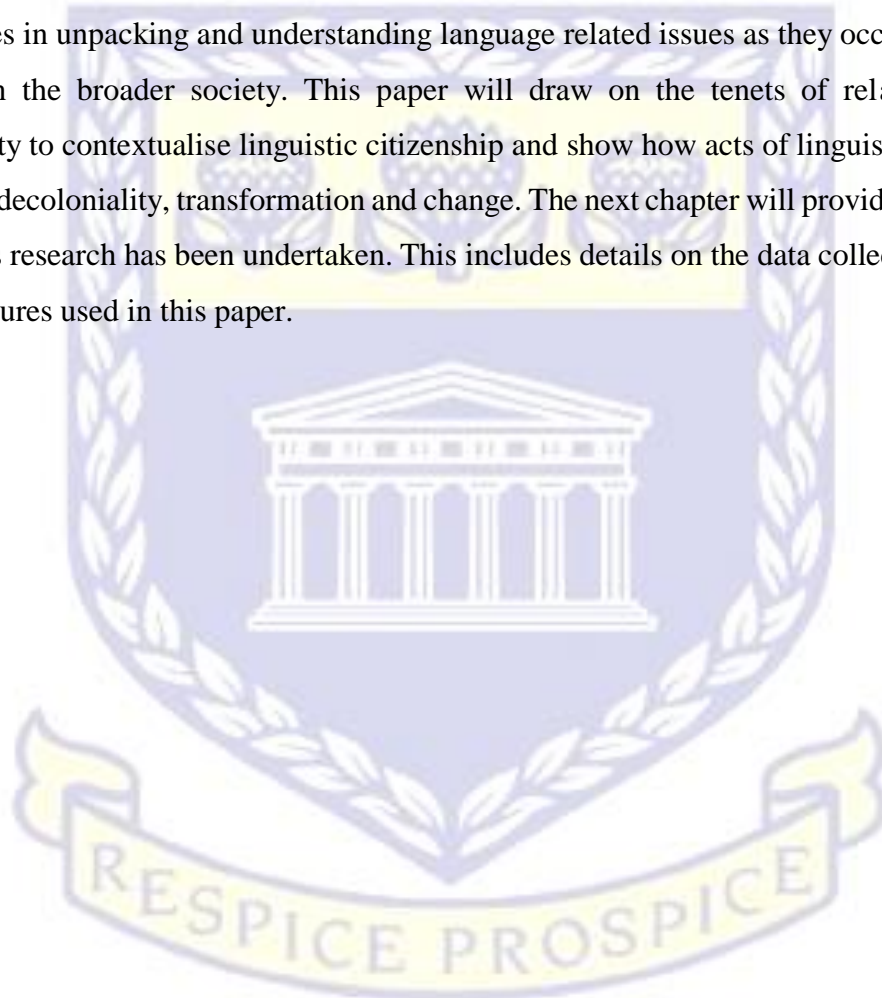 es in unpacking and understanding language related issues as they occ
the broader society. This paper will draw on the tenets of rela
ty to contextualise linguistic citizenship and show how acts of linguis
decoloniality, transformation and change. The next chapter will provid
research has been undertaken. This includes details on the data collec
ures used in this paper.
RESPICE PROSPICE